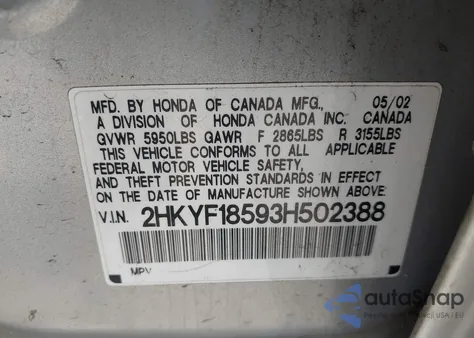 MFD. BY HONDA OF CANADA MFG., 05/02
A DIVISION OF HONDA CANADA INC. CANADA
GVWR 5950LBS GAWR F 2865LBS R 3155LBS
THIS VEHICLE CONFORMS TO ALL APPLICABLE
FEDERAL MOTOR VEHICLE SAFETY,
AND THEFT PREVENTION STANDARDS IN EFFECT
ON THE DATE OF MANUFACTURE SHOWN ABOVE.
V.I.N. 2HKYF18593H502388
MPV
autoSnap
USA i EU